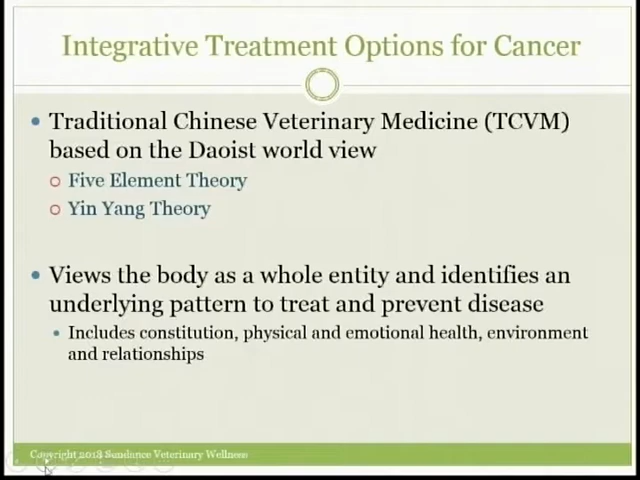 Integrative Treatment Options for Cancer
Traditional Chinese Veterinary Medicine (TCVM)
based on the Daoist world view
Five Element Theory
Yin Yang Theory
Views the body as a whole entity and identifies an
underlying pattern to treat and prevent disease
Includes constitution, physical and emotional health, environment
and relationships
Copyright 2018 Sundance Veterinary Wellness